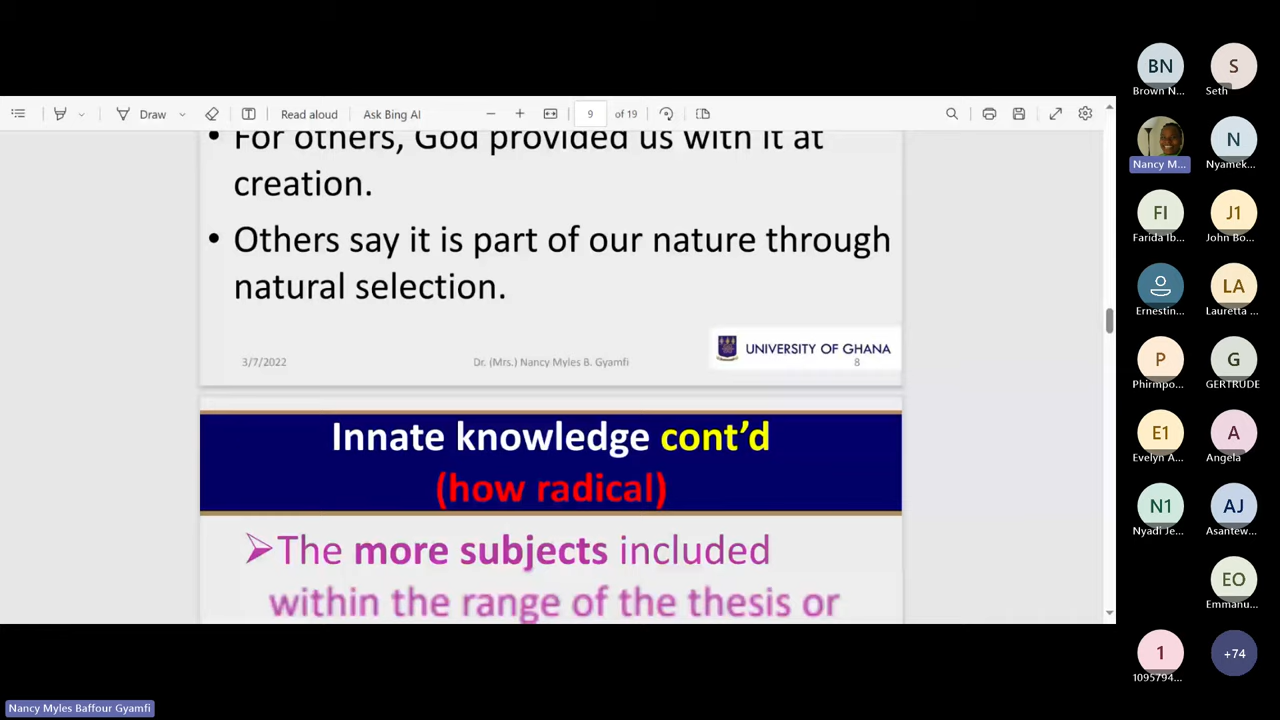 Draw
Read aloud
Ask Bing AI
9
of 19
• For others, God provided us with it at
creation.
• Others say it is part of our nature through
natural selection.
3/7/2022
Dr. (Mrs.) Nancy Myles B. Gyamfi
UNIVERSITY OF GHANA
8
Innate knowledge cont’d
(how radical)
➢The more subjects included
within the range of the thesis or
BN
S
Brown N...
Seth
N
Nancy M...
Nyamek...
FI
J1
Farida Ib...
John Bo...
LA
Ernestin...
Lauretta ...
P
G
Phirmpo...
GERTRUDE
E1
A
Evelyn A...
Angela
N1
AJ
Nyadi Je...
Asantew...
EO
Emmanu...
1
+74
1095794...
Nancy Myles Baffour Gyamfi